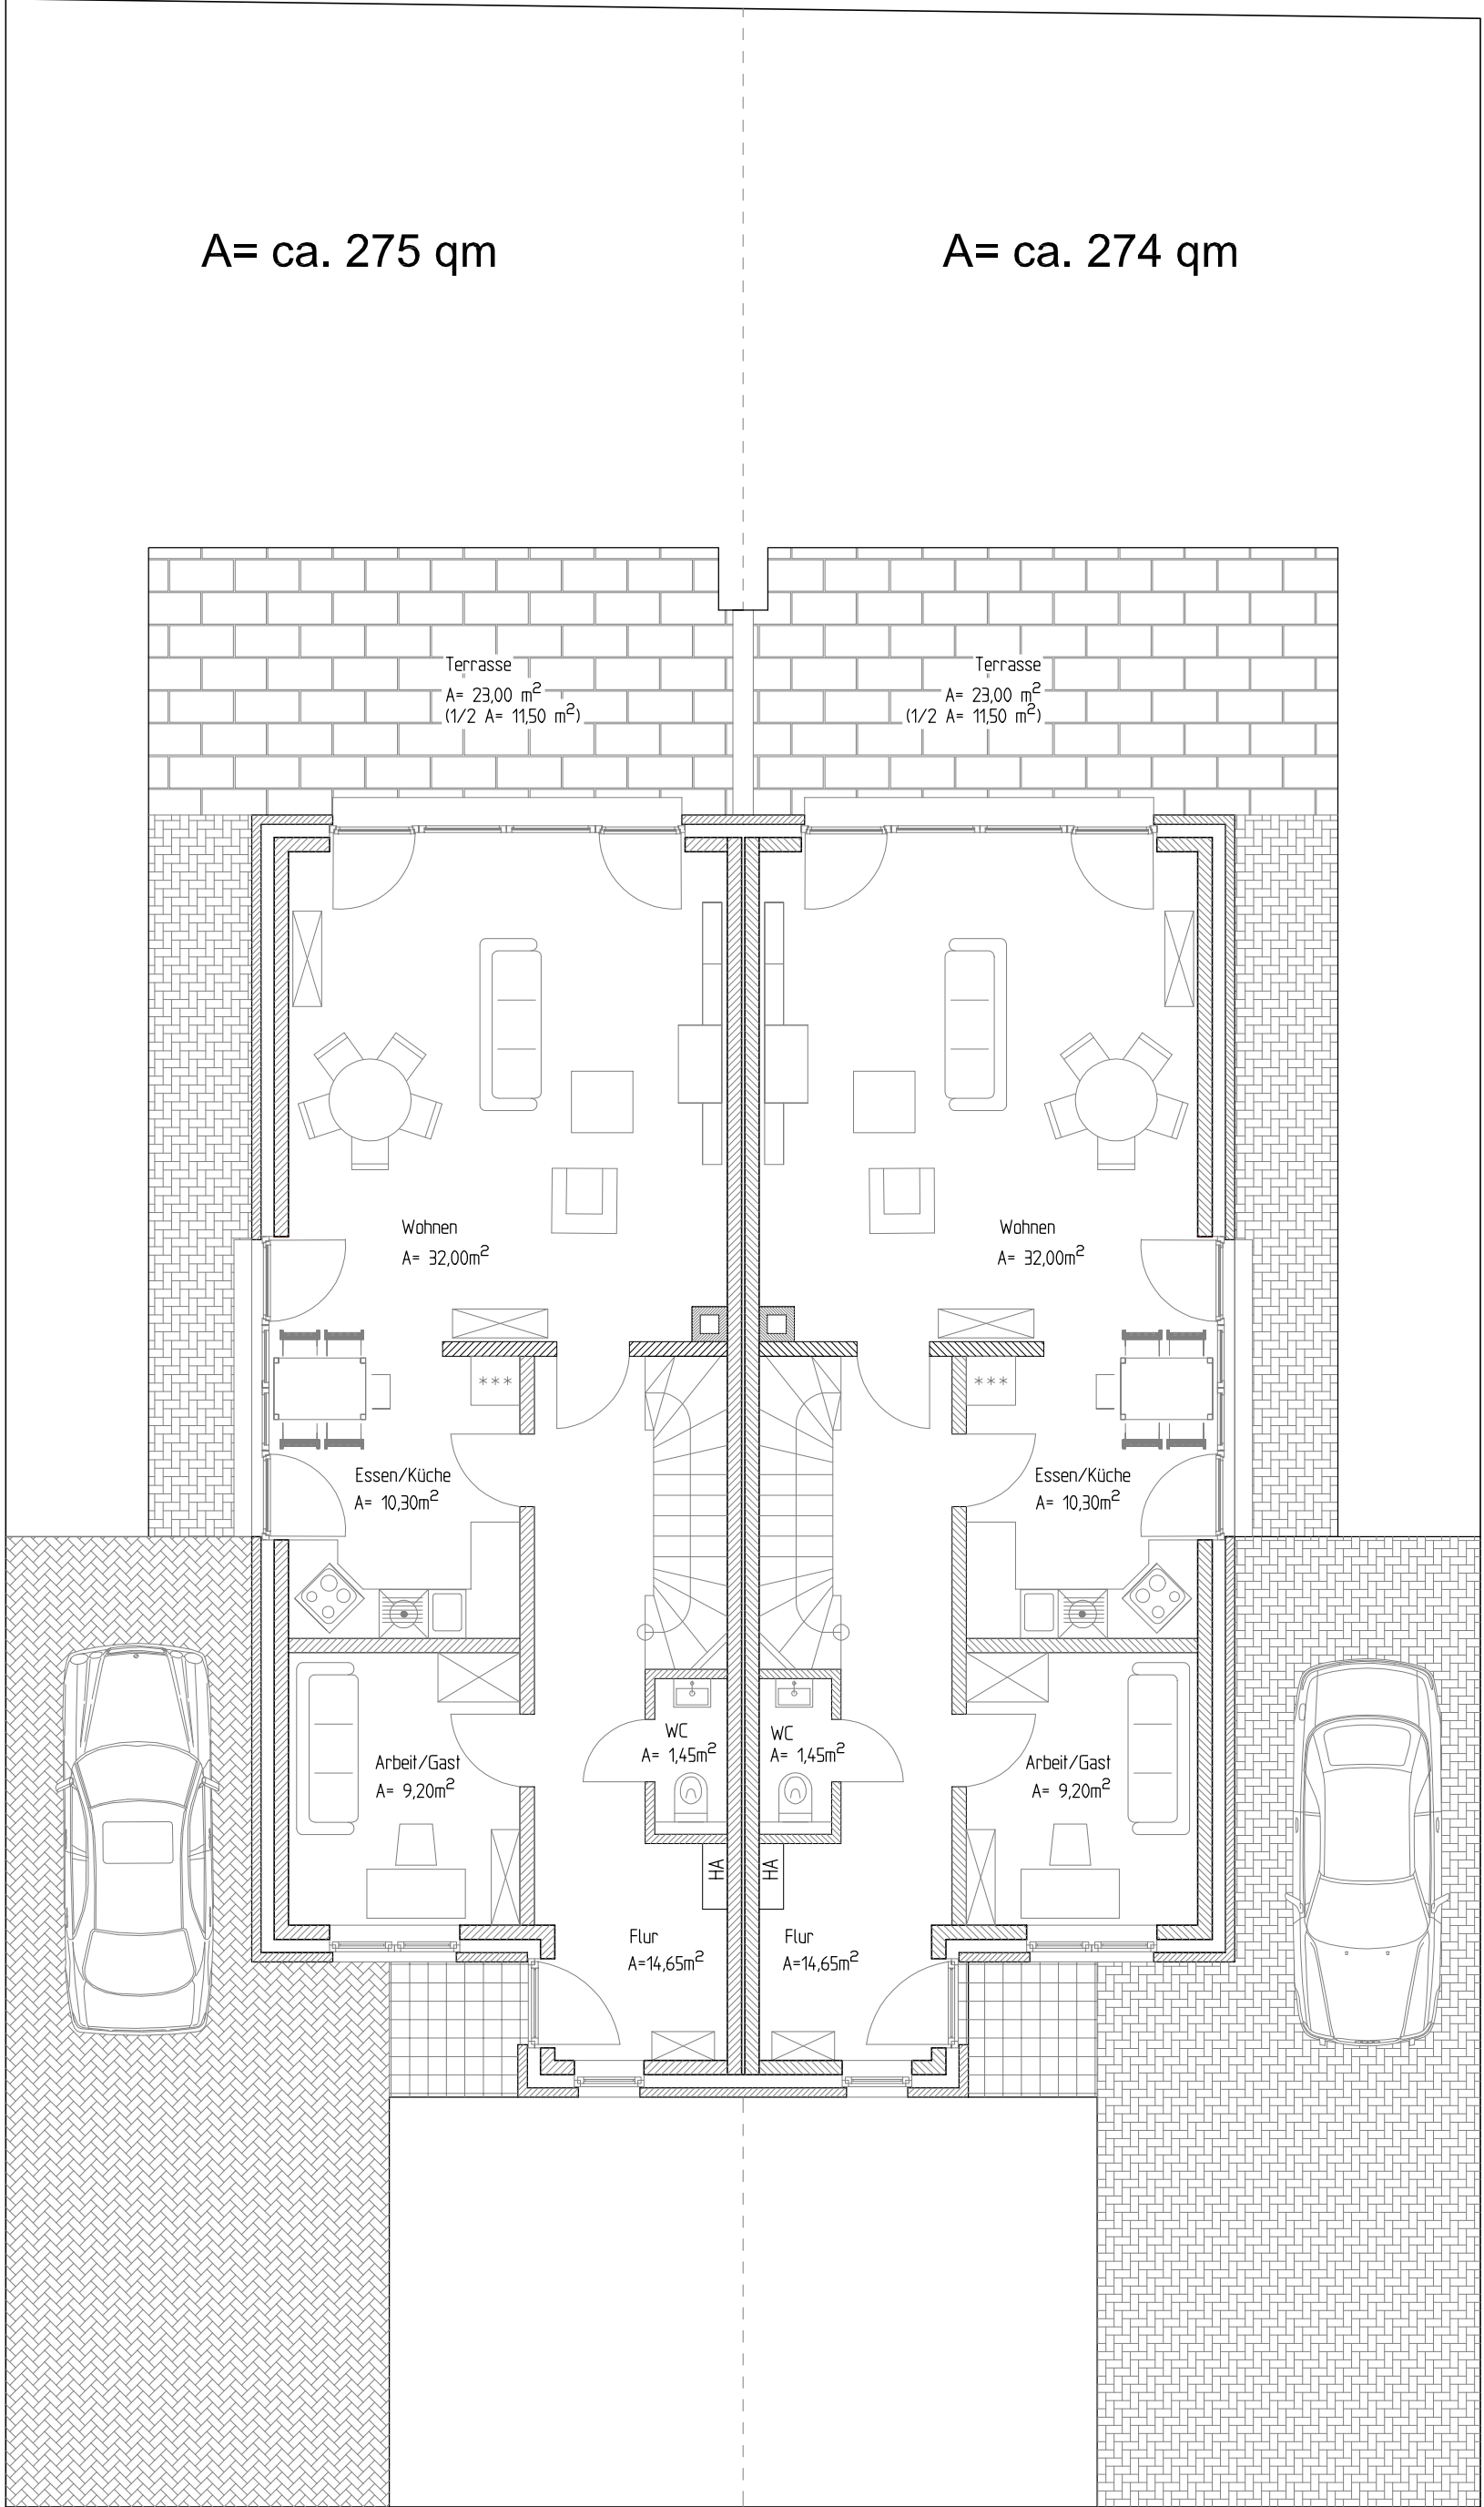 A= ca. 275 qm
A= ca. 274 qm
Terrasse
A= 23,00 m²
(1/2 A= 11,50 m²)
Terrasse
A= 23,00 m²
(1/2 A= 11,50 m²)
Wohnen
A= 32,00m²
Wohnen
A= 32,00m²
***
***
Essen/Küche
A= 10,30m²
Essen/Küche
A= 10,30m²
WC
A= 1,45m²
WC
A= 1,45m²
Arbeit/Gast
A= 9,20m²
Arbeit/Gast
A= 9,20m²
HA
HA
Flur
A=14,65m²
Flur
A=14,65m²